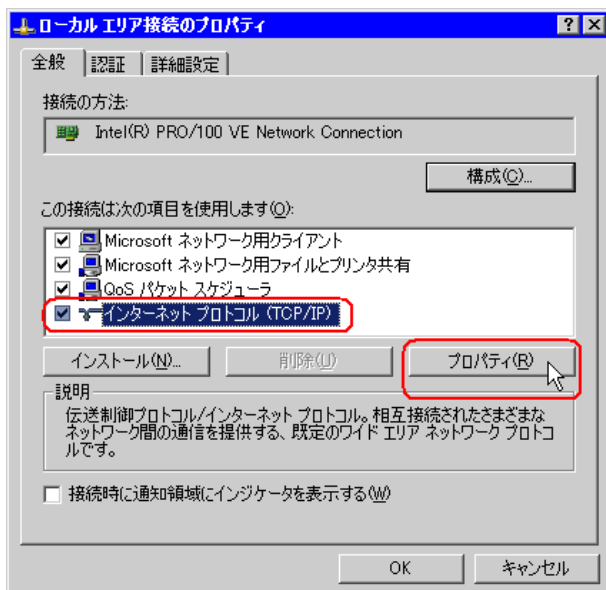 ローカル エリア接続のプロパティ
全般 認証 詳細設定
接続の方法:
Intel(R) PRO/100 VE Network Connection
構成(C)...
この接続は次の項目を使用します(O):
Microsoft ネットワーク用クライアント
Microsoft ネットワーク用ファイルとプリンタ共有
QoS パケット スケジューラ
インターネット プロトコル (TCP/IP)
インストール(N)... 削除(U) プロパティ(R)
説明
伝送制御プロトコル/インターネット プロトコル。相互接続されたさまざまな
ネットワーク間の通信を提供する、既定のワイド エリア ネットワーク プロトコ
ルです。
接続時に通知領域にインジケータを表示する(W)
OK キャンセル